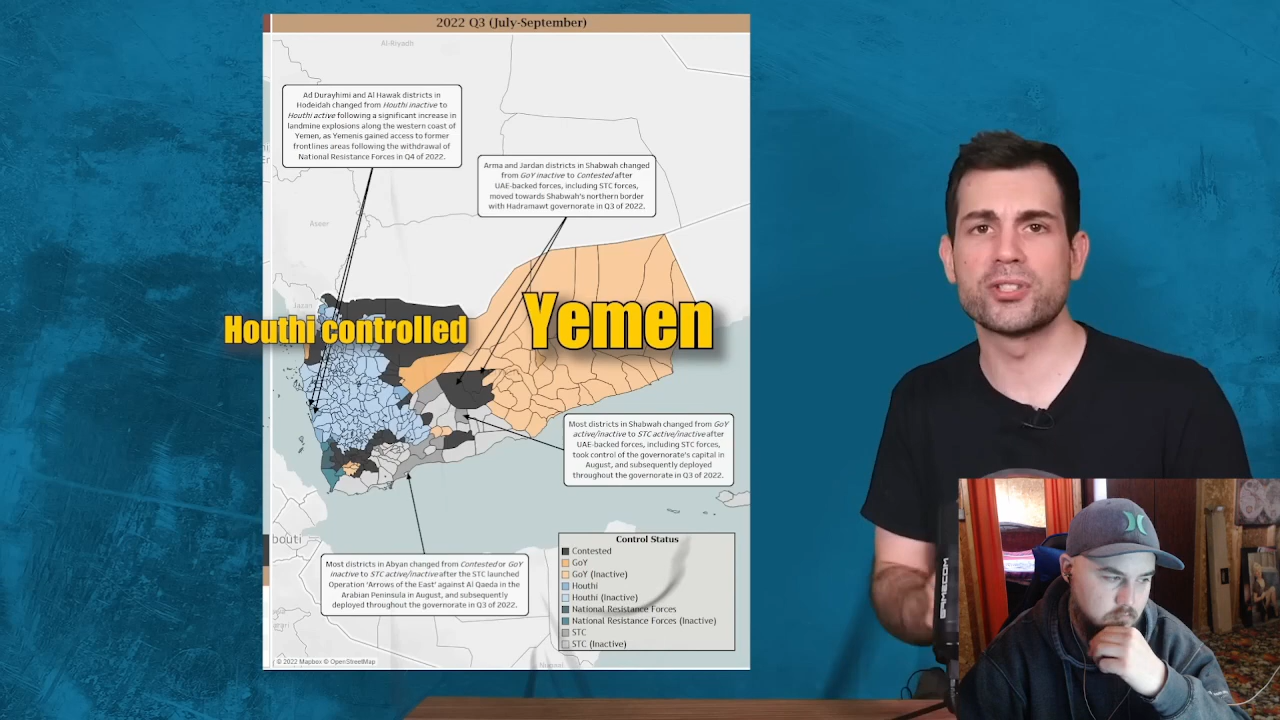 2022 Q3 (July-September)
Al-Riyadh
Ad Durayhimi and Al Hawak districts in
Hodeidah changed from Houthi inactive to
Houthi active following a significant increase in
landmine explosions along the western coast of
Yemen, as Yemenis gained access to former
frontlines areas following the withdrawal of
National Resistance Forces in Q4 of 2022.
Arma and Jardan districts in Shabwah changed
from GoY inactive to Contested after
UAE-backed forces, including STC forces,
moved towards Shabwah's northern border
with Hadramawt governorate in Q3 of 2022.
Aseer
Jazan
Houthi controlled
Yemen
Most districts in Shabwah changed from GoY
active/inactive to STC active/inactive after
UAE-backed forces, including STC forces,
took control of the governorate's capital in
August, and subsequently deployed
throughout the governorate in Q3 of 2022.
bouti
Most districts in Abyan changed from Contested or GoY
inactive to STC active/inactive after the STC launched
Operation 'Arrows of the East' against Al Qaeda in the
Arabian Peninsula in August, and subsequently
deployed throughout the governorate in Q3 of 2022.
Control Status
Contested
GoY
GoY (Inactive)
Houthi
Houthi (Inactive)
National Resistance Forces
National Resistance Forces (Inactive)
STC
STC (Inactive)
© 2022 Mapbox © OpenStreetMap
GAMECOM